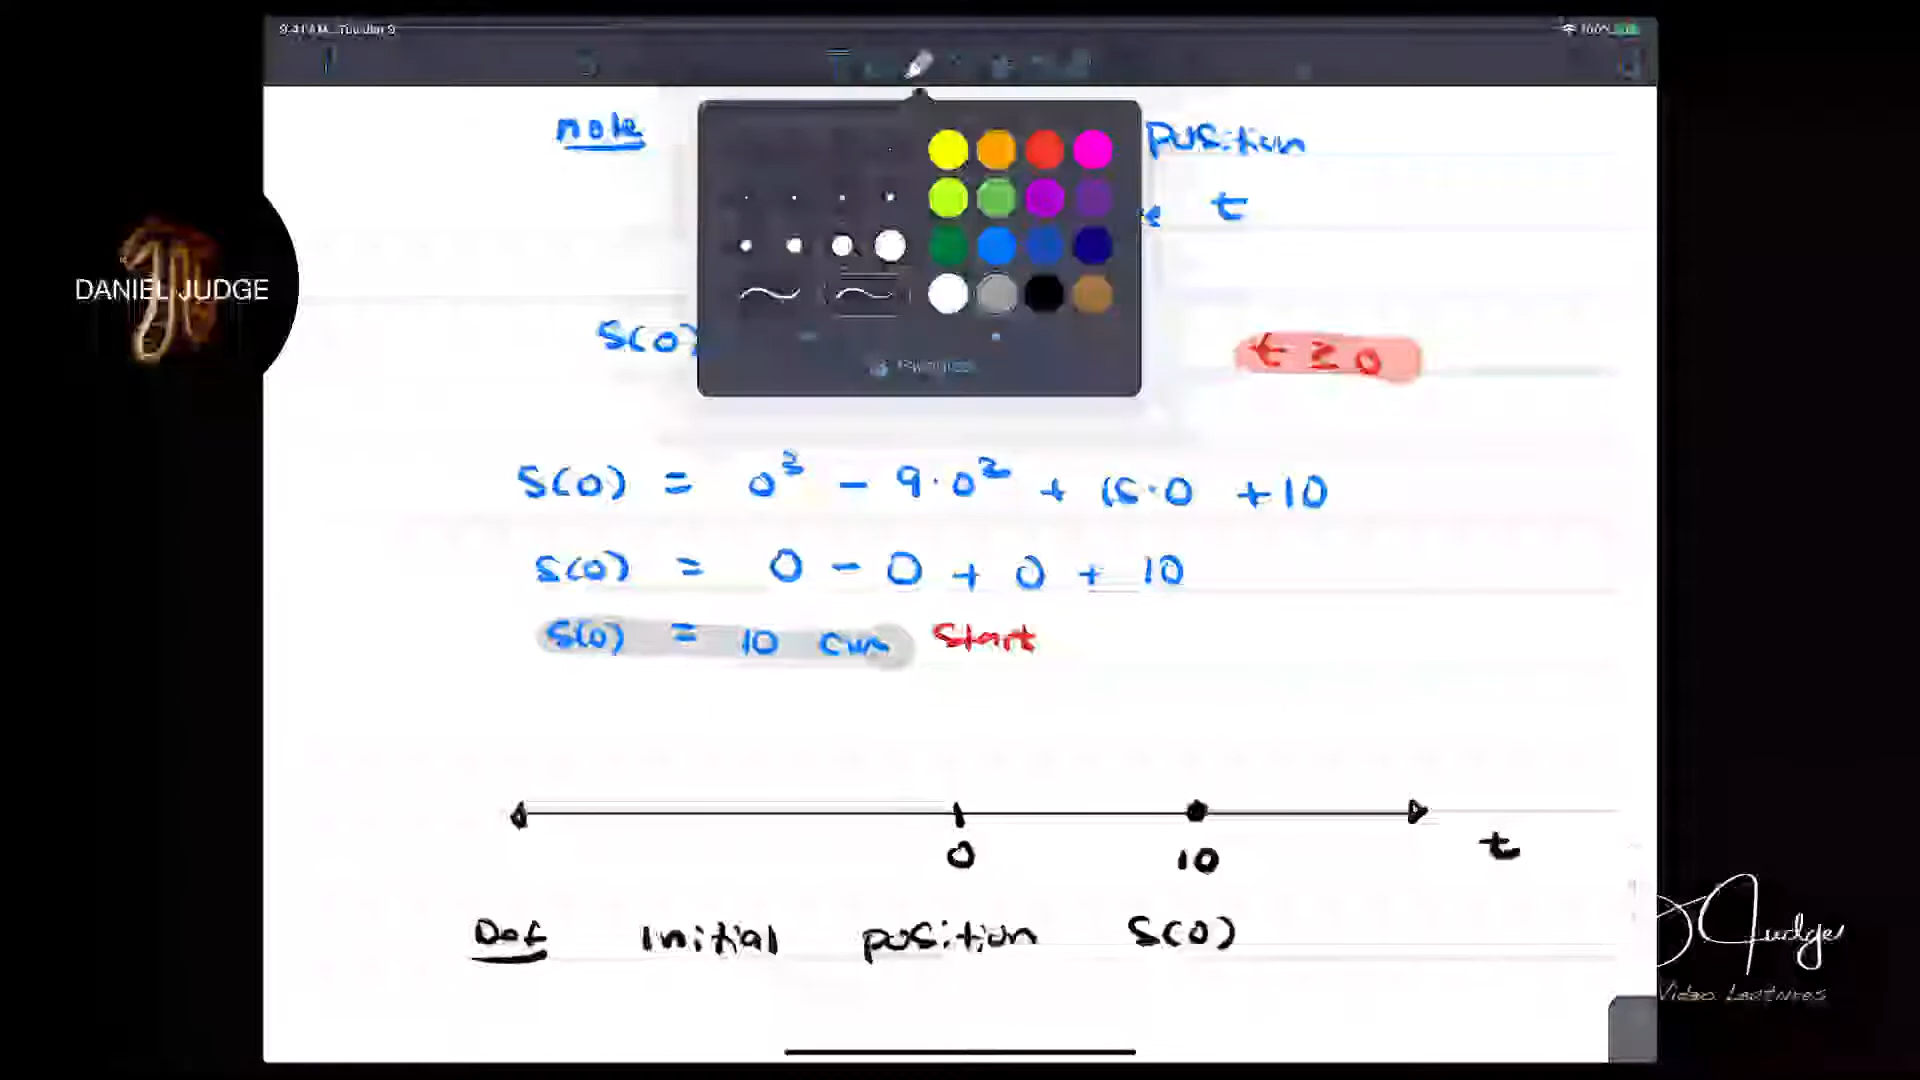 note position
t
S(0) t ≥ 0
S(0) = 0³ - 9·0² + 15·0 + 10
S(0) = 0 - 0 + 0 + 10
S(0) = 10 cm Start
0 10 t
Def Initial position S(0)
DANIEL JUDGE
Judge
Video Lectures